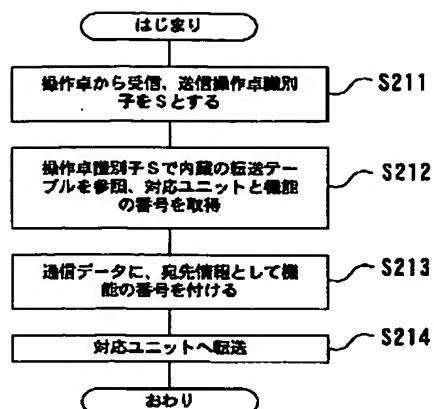 はじまり
操作卓から受信、送信操作卓識別
子をSとする
S211
操作卓識別子Sで内蔵の転送テー
ブルを参照、対応ユニットと機能
の番号を取得
S212
通信データに、宛先情報として機
能の番号を付ける
S213
対応ユニットへ転送
S214
おわり